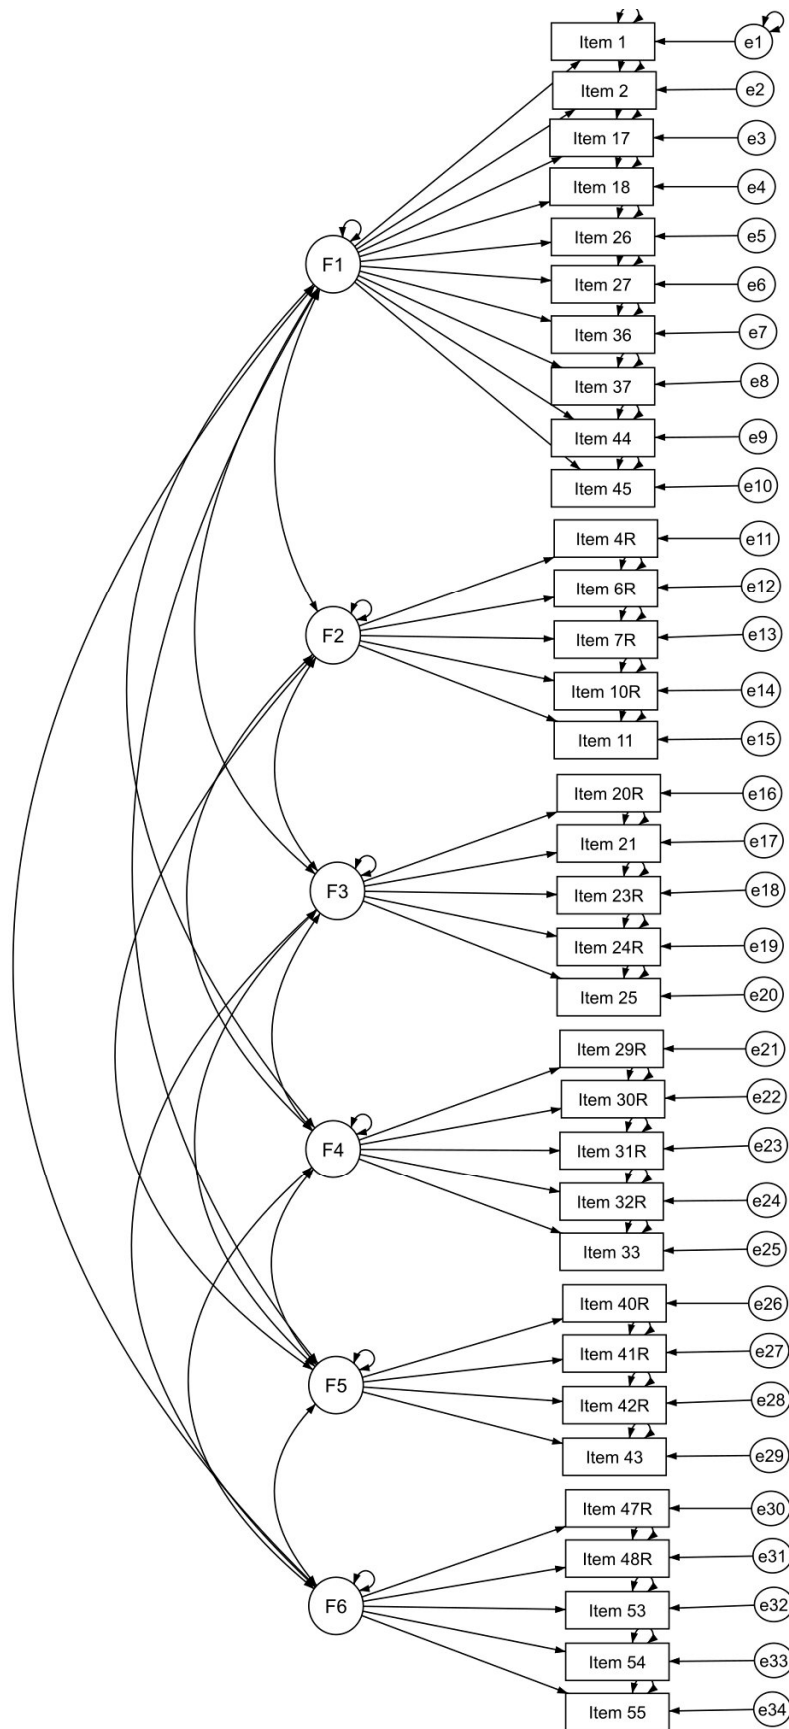 Item 1 e1
Item 2 e2
Item 17 e3
Item 18 e4
Item 26 e5
F1
Item 27 e6
Item 36 e7
Item 37 e8
Item 44 e9
Item 45 e10
Item 4R e11
Item 6R e12
F2
Item 7R e13
Item 10R e14
Item 11 e15
Item 20R e16
Item 21 e17
F3
Item 23R e18
Item 24R e19
Item 25 e20
Item 29R e21
Item 30R e22
F4
Item 31R e23
Item 32R e24
Item 33 e25
Item 40R e26
Item 41R e27
F5
Item 42R e28
Item 43 e29
Item 47R e30
Item 48R e31
F6
Item 53 e32
Item 54 e33
Item 55 e34